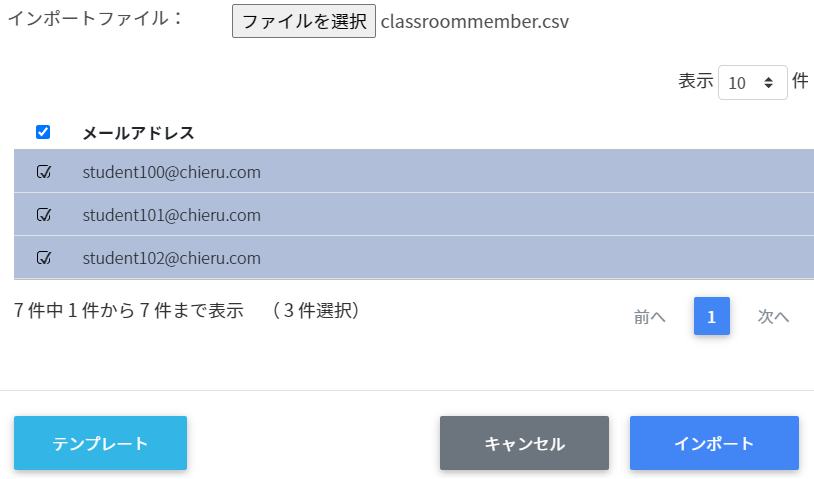 インポートファイル： ファイルを選択 classroommember.csv
表示 10 件
メールアドレス
student100@chieru.com
student101@chieru.com
student102@chieru.com
7 件中 1 件から 7 件まで表示 （ 3 件選択） 前へ 1 次へ
テンプレート キャンセル インポート